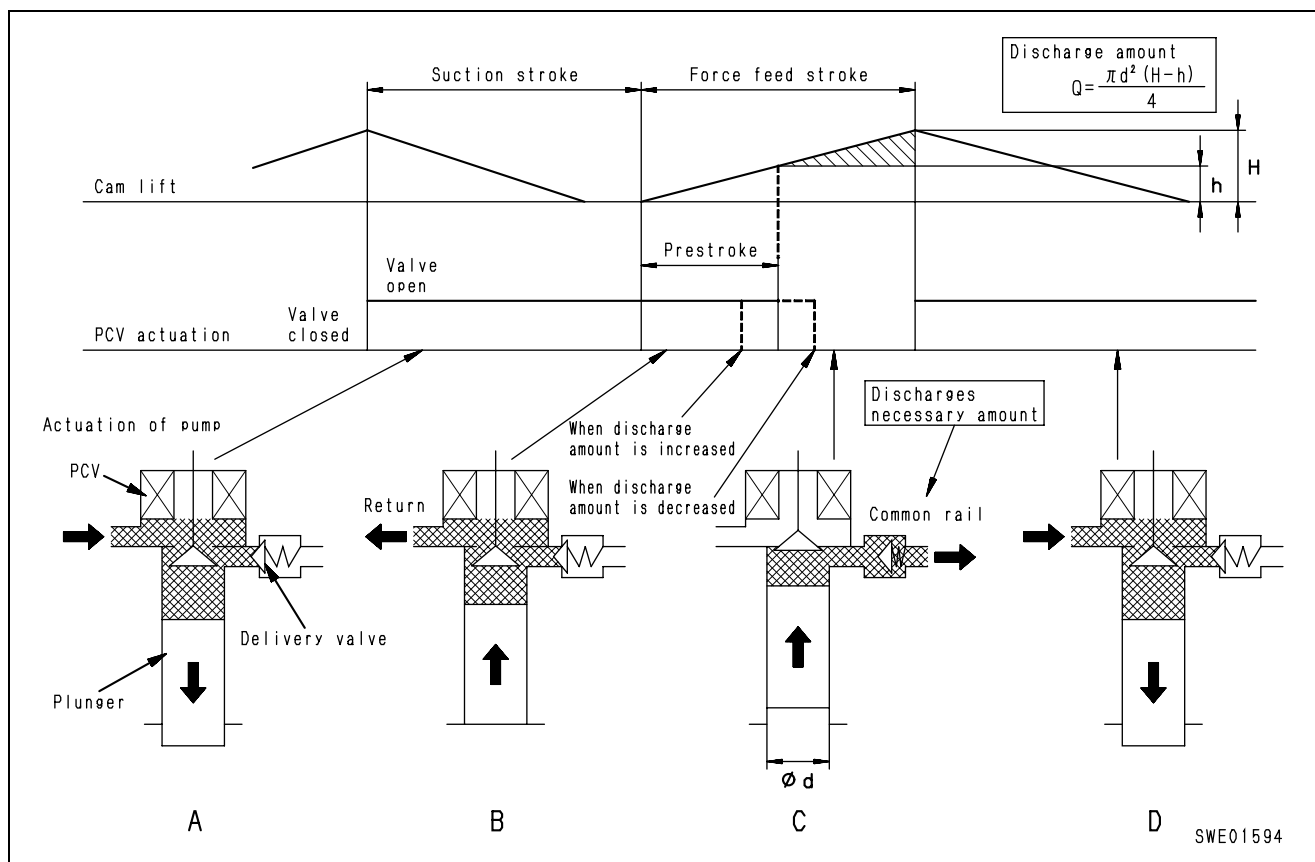 Discharge amount
Q= πd² (H-h)
4
Suction stroke
Force feed stroke
H
h
Cam lift
Prestroke
Valve
open
Valve
closed
PCV actuation
Discharges
necessary amount
Actuation of pump
When discharge
amount is increased
PCV
Return
When discharge
amount is decreased
Common rail
Delivery valve
Plunger
Ød
A
B
C
D
SWE01594